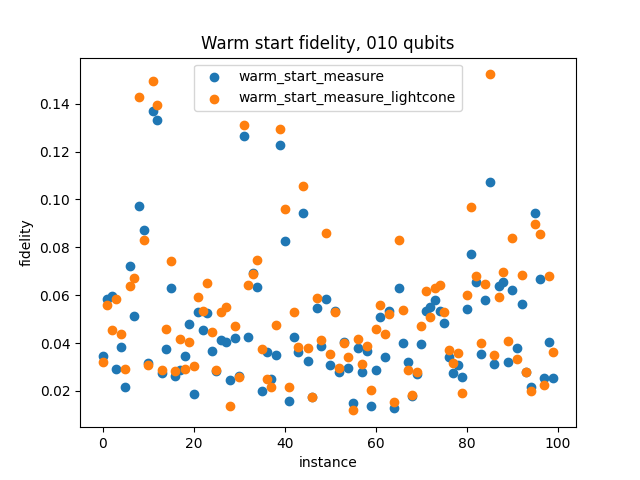 Warm start fidelity, 010 qubits
warm_start_measure
warm_start_measure_lightcone
0.14
0.12
0.10
0.08
0.06
0.04
0.02
fidelity
0 20 40 60 80 100
instance